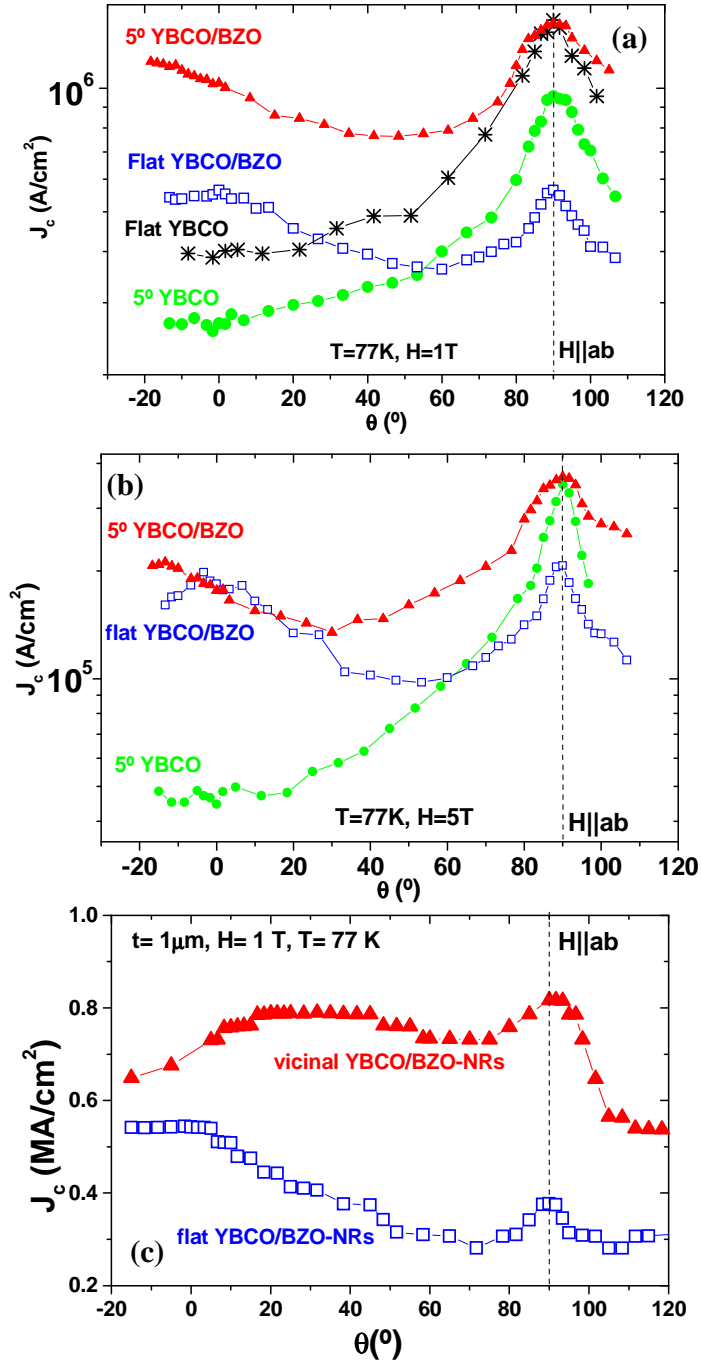 (a)
5º YBCO/BZO
10^6
Flat YBCO/BZO
Flat YBCO
5º YBCO
J_c (A/cm^2)
T=77K, H=1T
H||ab
-20 0 20 40 60 80 100 120
θ (º)
(b)
5º YBCO/BZO
flat YBCO/BZO
10^5
5º YBCO
J_c (A/cm^2)
T=77K, H=5T
H||ab
-20 0 20 40 60 80 100 120
θ (º)
1.0
t= 1μm, H= 1 T, T= 77 K
H||ab
0.8
vicinal YBCO/BZO-NRs
0.6
J_c (MA/cm^2)
0.4
flat YBCO/BZO-NRs
(c)
0.2
-20 0 20 40 60 80 100 120
θ(º)